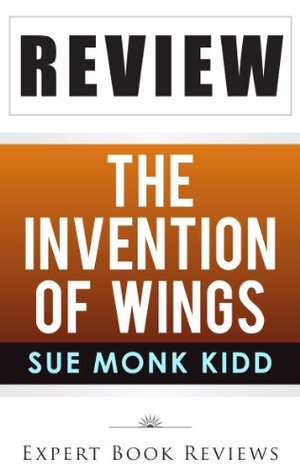 REVIEW
THE
INVENTION
OF WINGS
SUE MONK KIDD
EXPERT BOOK REVIEWS